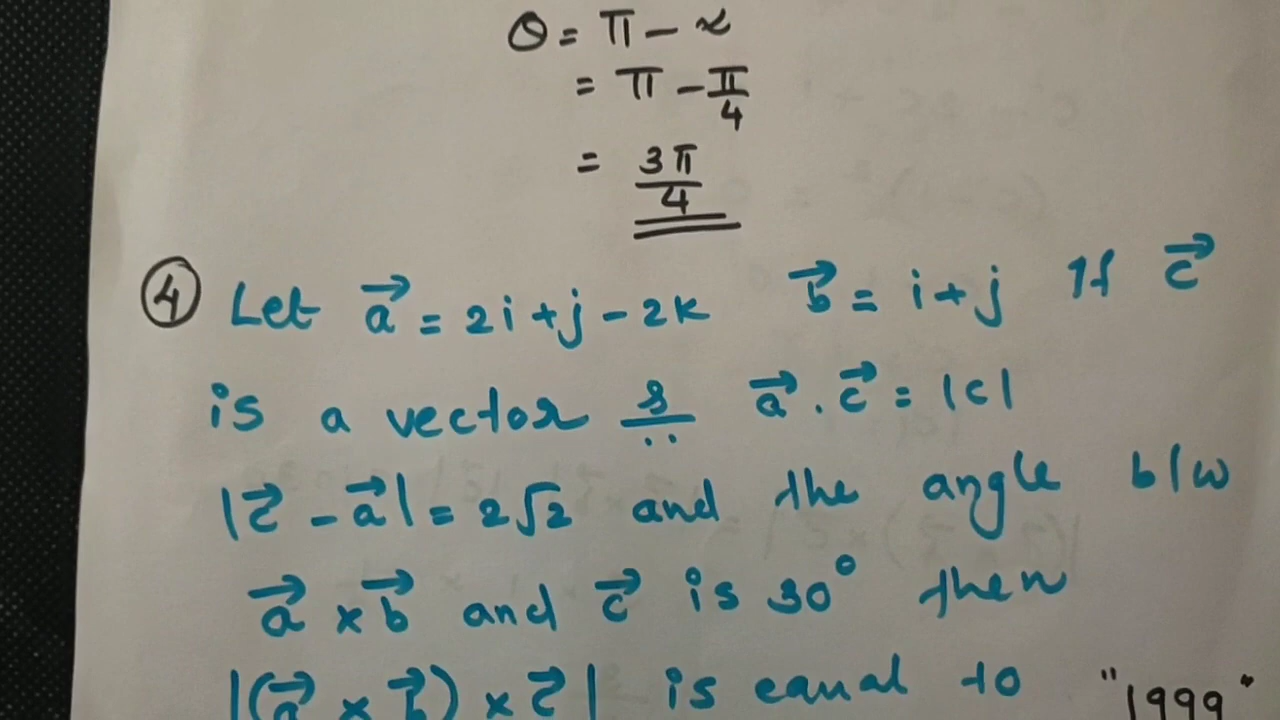 θ = π - α
= π - π/4
= 3π/4
④ Let a⃗ = 2i + j - 2k b⃗ = i + j If c⃗
is a vector s.. a⃗ . c⃗ = |c|
|c⃗ - a⃗| = 2√2 and the angle b/w
a⃗ × b⃗ and c⃗ is 30° then
|(a⃗ × b⃗) × c⃗| is equal to "1999"